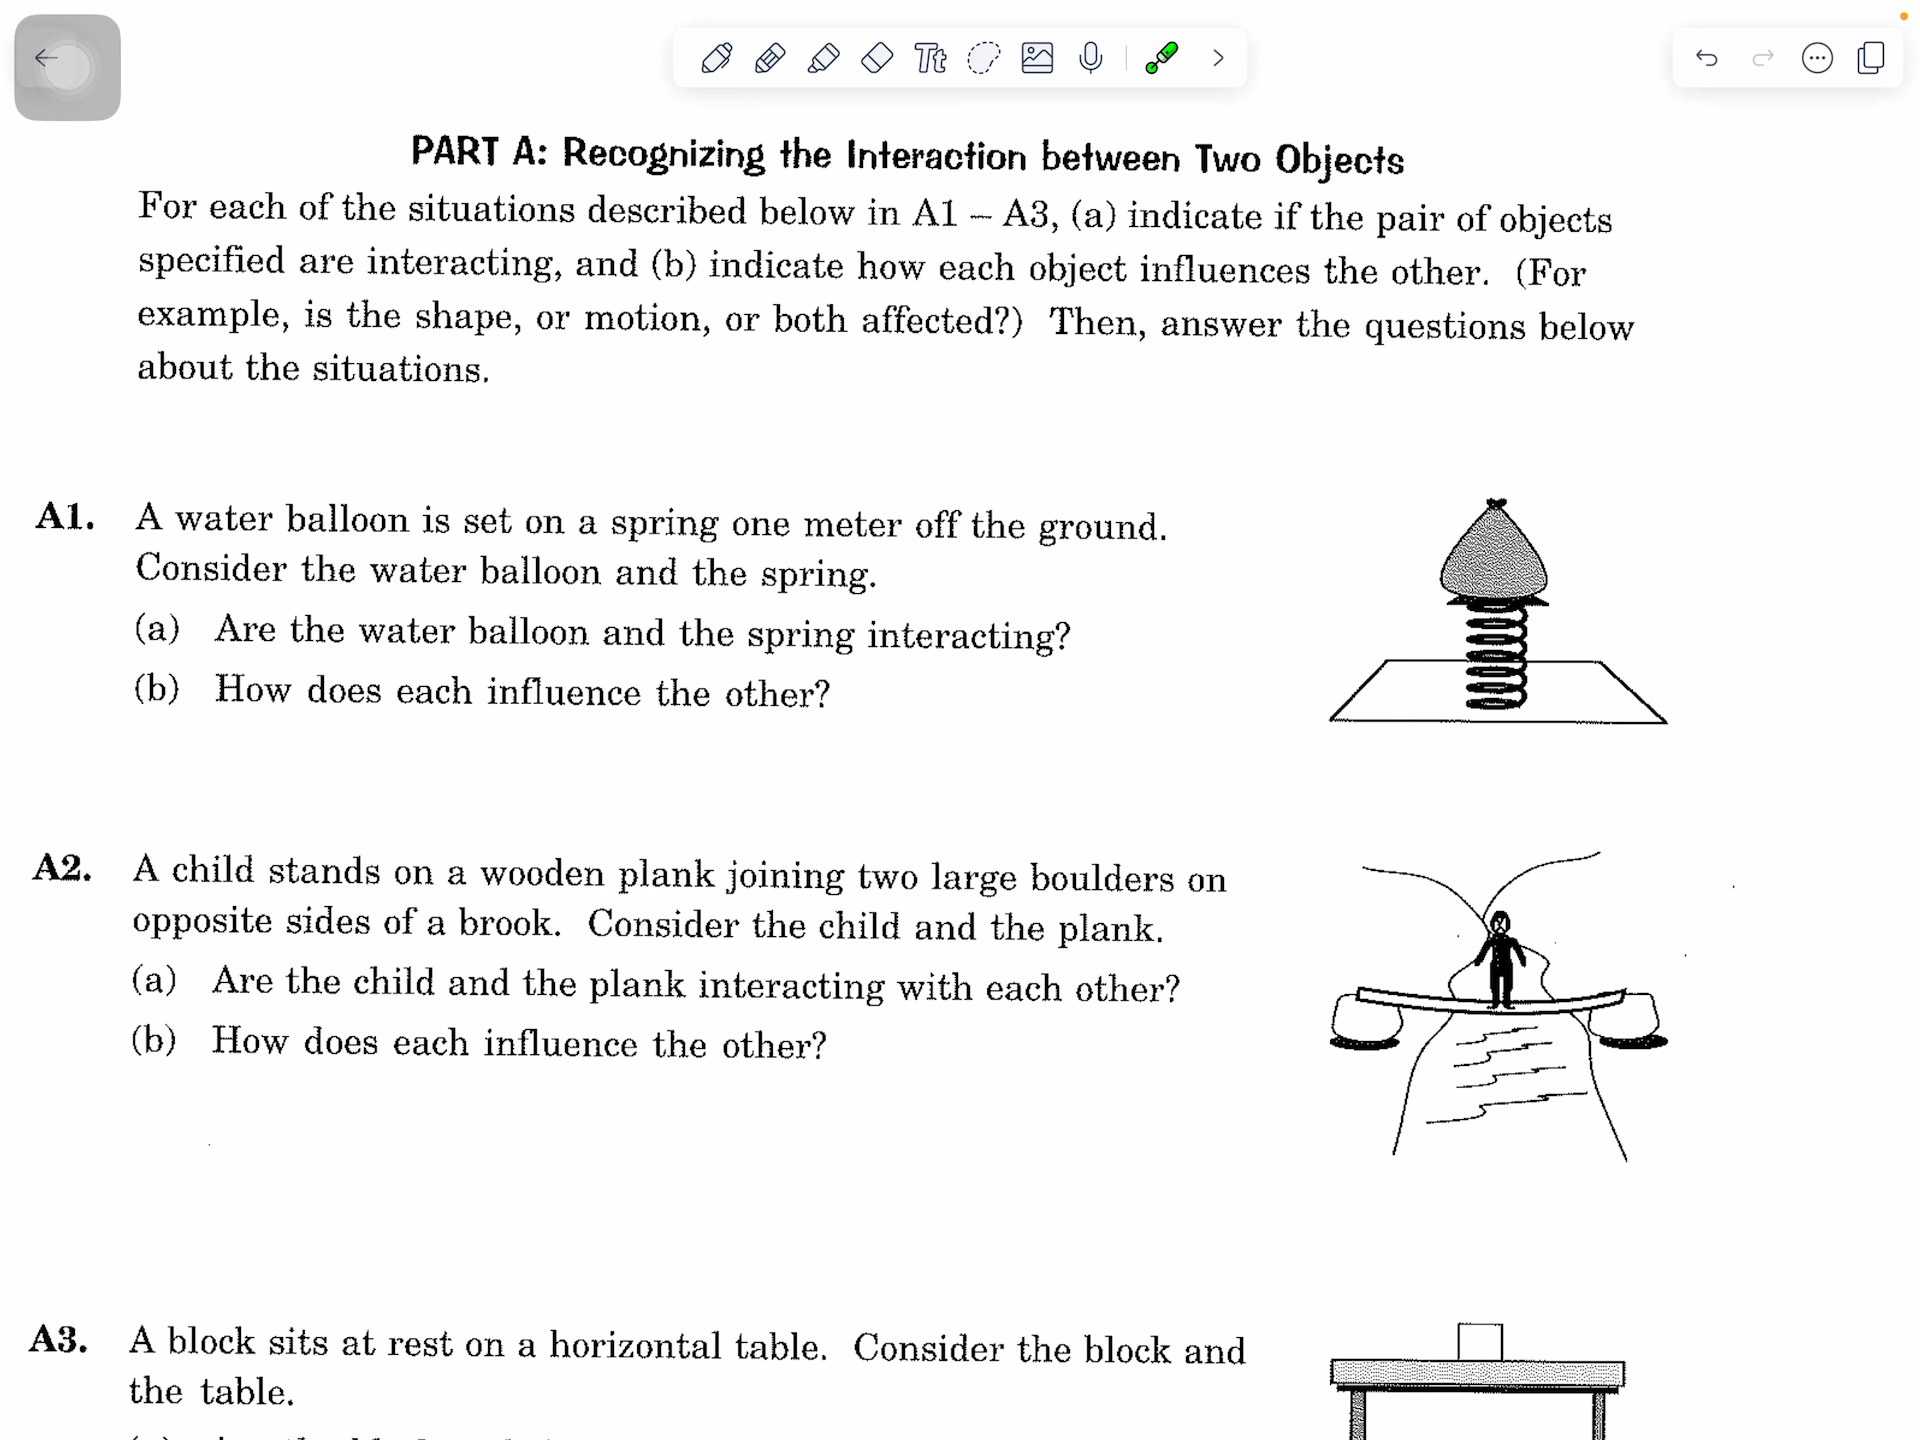 Tt
PART A: Recognizing the Interaction between Two Objects
For each of the situations described below in A1 – A3, (a) indicate if the pair of objects
specified are interacting, and (b) indicate how each object influences the other. (For
example, is the shape, or motion, or both affected?) Then, answer the questions below
about the situations.
A1. A water balloon is set on a spring one meter off the ground.
Consider the water balloon and the spring.
(a) Are the water balloon and the spring interacting?
(b) How does each influence the other?
A2. A child stands on a wooden plank joining two large boulders on
opposite sides of a brook. Consider the child and the plank.
(a) Are the child and the plank interacting with each other?
(b) How does each influence the other?
A3. A block sits at rest on a horizontal table. Consider the block and
the table.